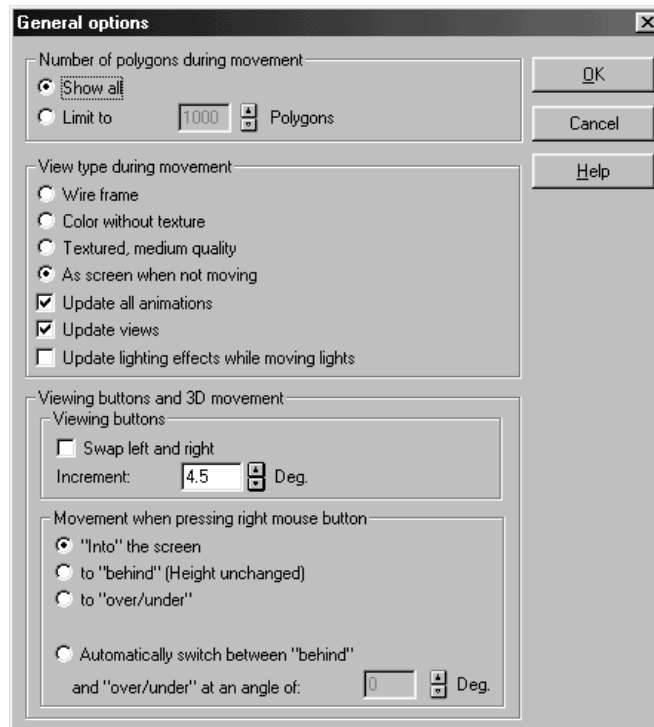 General options
Number of polygons during movement
Show all
Limit to 1000 Polygons
OK
Cancel
Help
View type during movement
Wire frame
Color without texture
Textured, medium quality
As screen when not moving
Update all animations
Update views
Update lighting effects while moving lights
Viewing buttons and 3D movement
Viewing buttons
Swap left and right
Increment: 4.5 Deg.
Movement when pressing right mouse button
"Into" the screen
to "behind" (Height unchanged)
to "over/under"
Automatically switch between "behind"
and "over/under" at an angle of: 0 Deg.